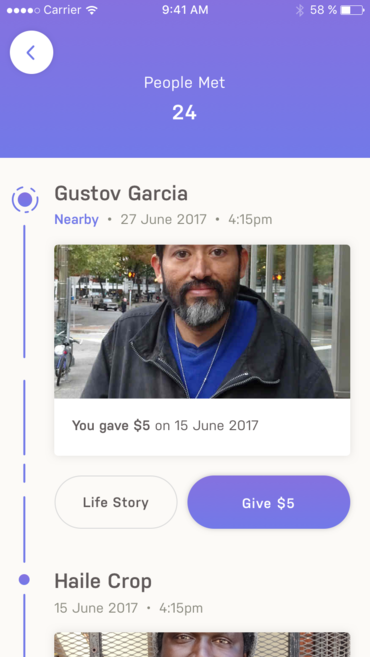 Carrier 9:41 AM 58 %
People Met
24
Gustov Garcia
Nearby • 27 June 2017 • 4:15pm
You gave $5 on 15 June 2017
Life Story Give $5
Haile Crop
15 June 2017 • 4:15pm